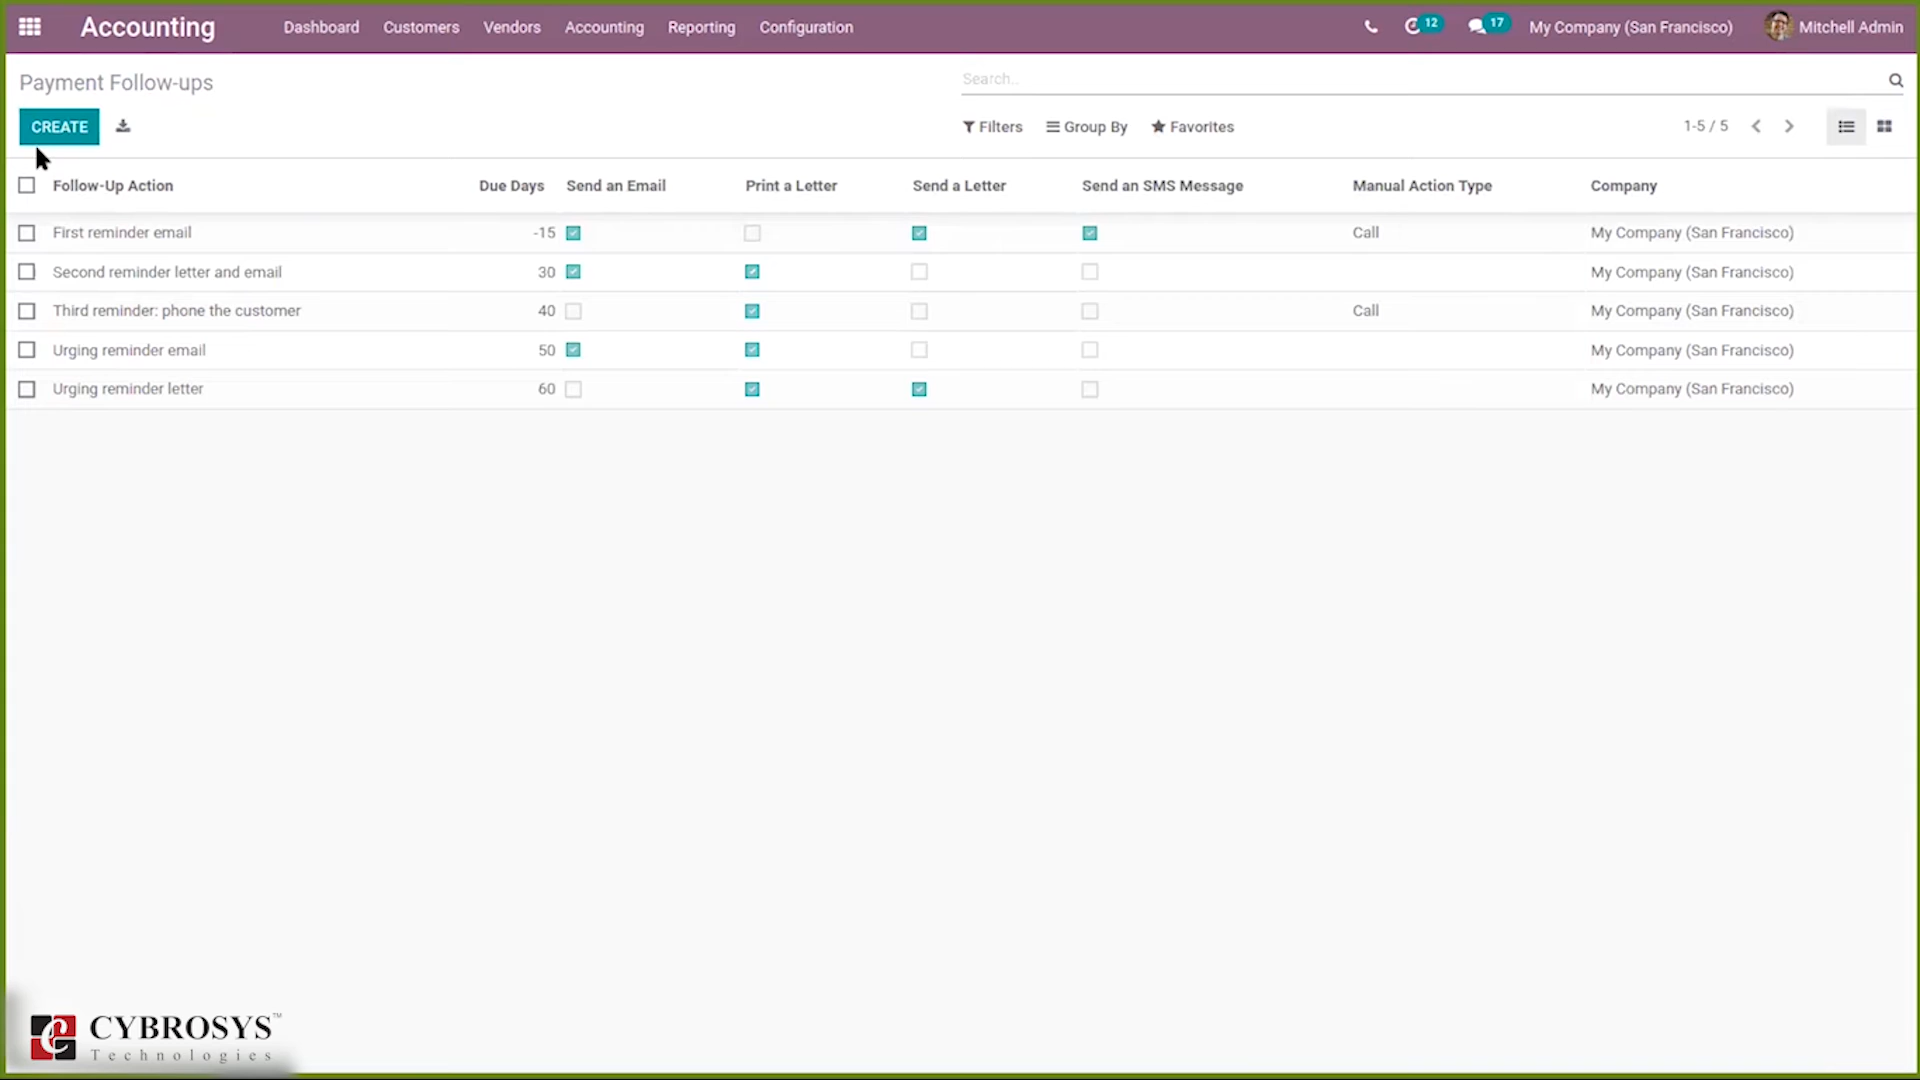 Accounting Dashboard Customers Vendors Accounting Reporting Configuration 12 17 My Company (San Francisco) Mitchell Admin
Payment Follow-ups Search...
CREATE Filters Group By Favorites 1-5 / 5
Follow-Up Action Due Days Send an Email Print a Letter Send a Letter Send an SMS Message Manual Action Type Company
First reminder email -15 Call My Company (San Francisco)
Second reminder letter and email 30 My Company (San Francisco)
Third reminder: phone the customer 40 Call My Company (San Francisco)
Urging reminder email 50 My Company (San Francisco)
Urging reminder letter 60 My Company (San Francisco)
CYBROSYS™
Technologies